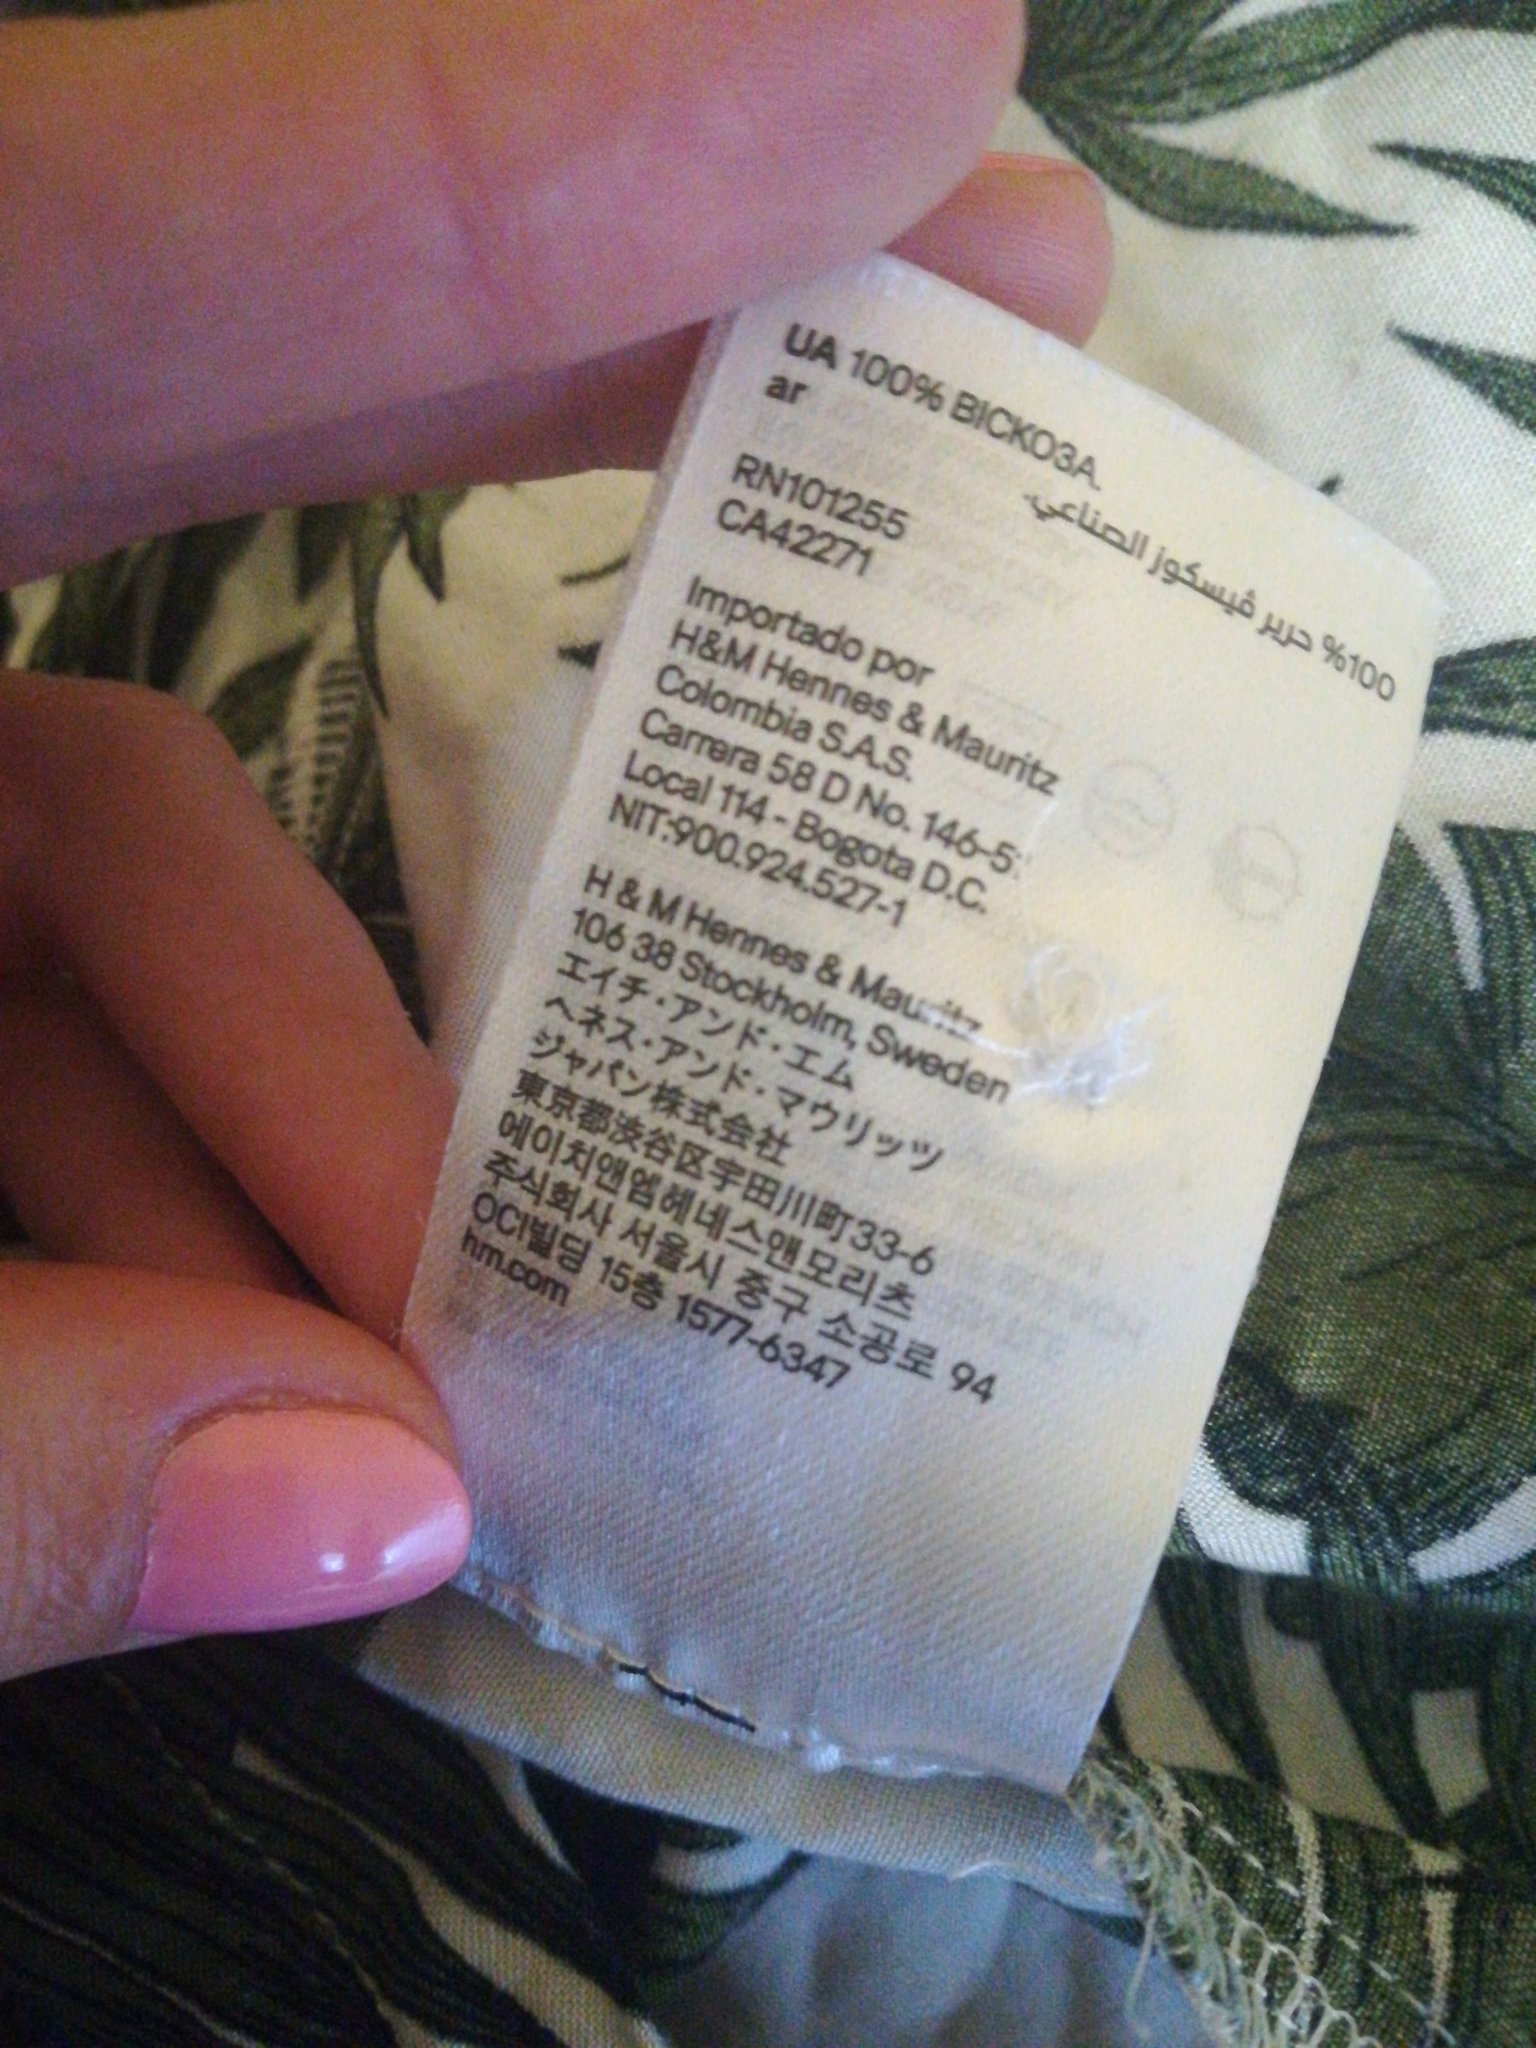 UA 100% ВІСКОЗА.
ar
100% حرير ڤيسكوز الصناعي.
RN101255
CA42271
Importado por
H&M Hennes & Mauritz
Colombia S.A.S.
Carrera 58 D No. 146-51
Local 114 - Bogota D.C.
NIT:900.924.527-1
H & M Hennes & Mauritz
106 38 Stockholm, Sweden
エイチ・アンド・エム
ヘネス・アンド・マウリッツ
ジャパン株式会社
東京都渋谷区宇田川町33-6
에이치앤엠헤네스앤모리츠
주식회사 서울시 중구 소공로 94
OCI빌딩 15층 1577-6347
hm.com